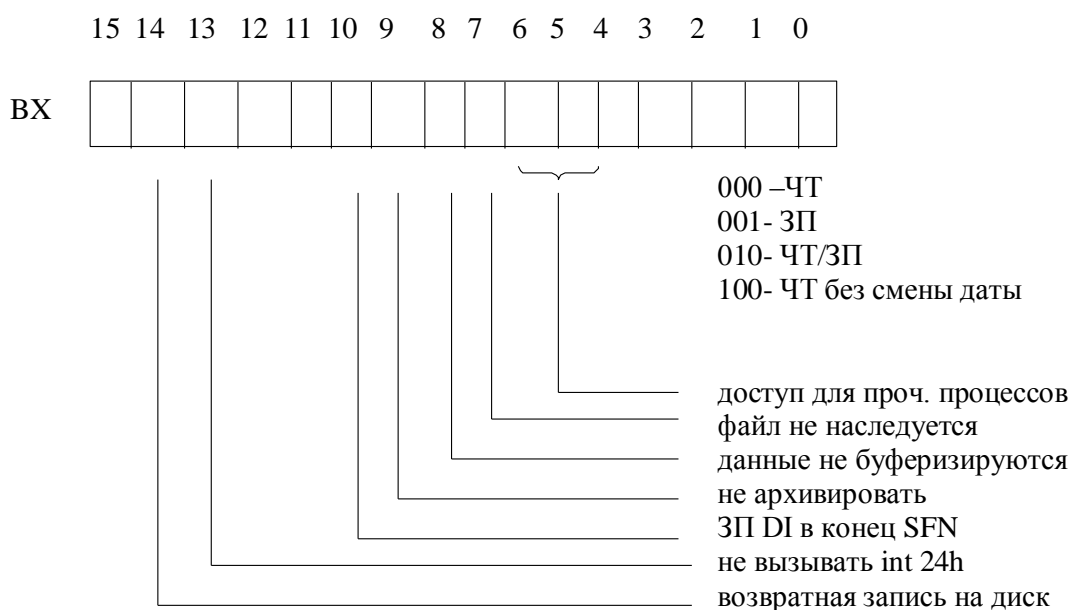 15 14 13 12 11 10 9 8 7 6 5 4 3 2 1 0
BX
000 –ЧТ
001- ЗП
010- ЧТ/ЗП
100- ЧТ без смены даты
доступ для проч. процессов
файл не наследуется
данные не буферизируются
не архивировать
ЗП DI в конец SFN
не вызывать int 24h
возвратная запись на диск